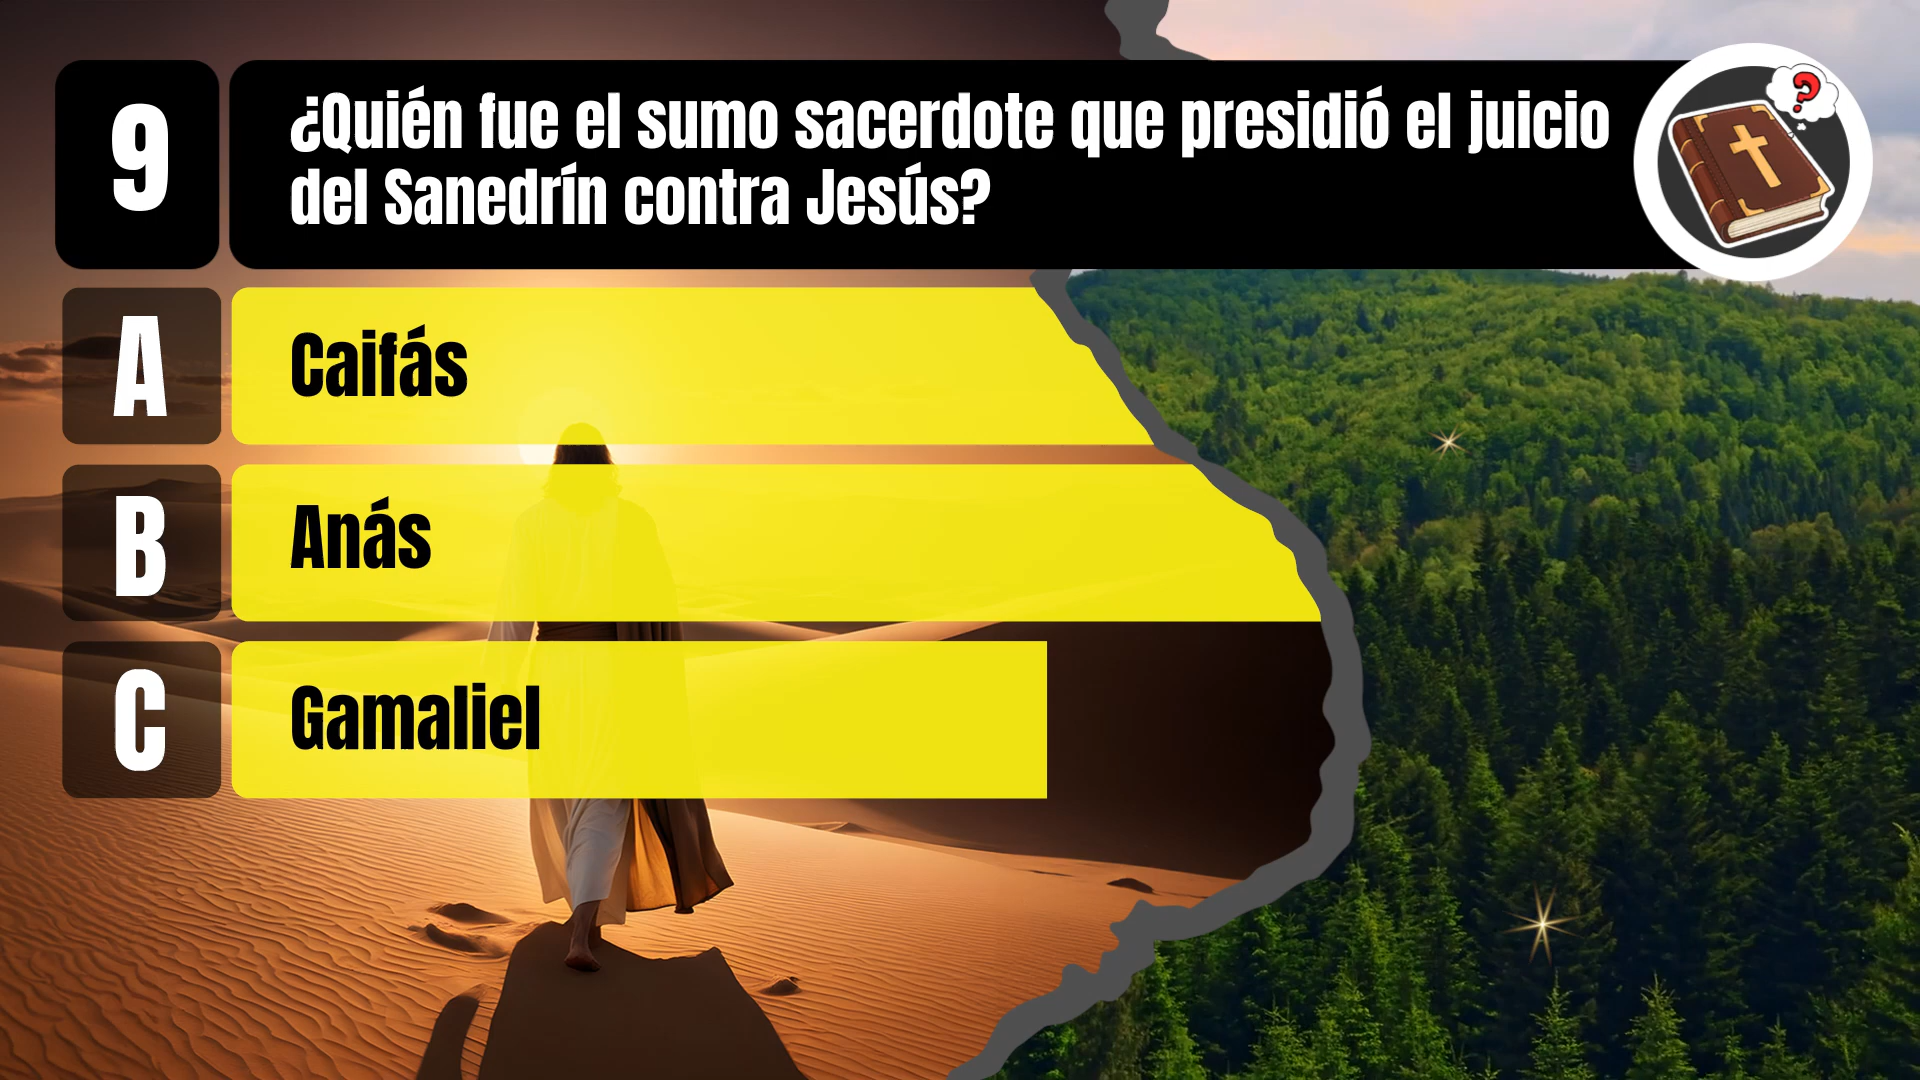 9
¿Quién fue el sumo sacerdote que presidió el juicio
del Sanedrín contra Jesús?
A
Caifás
B
Anás
C
Gamaliel
?